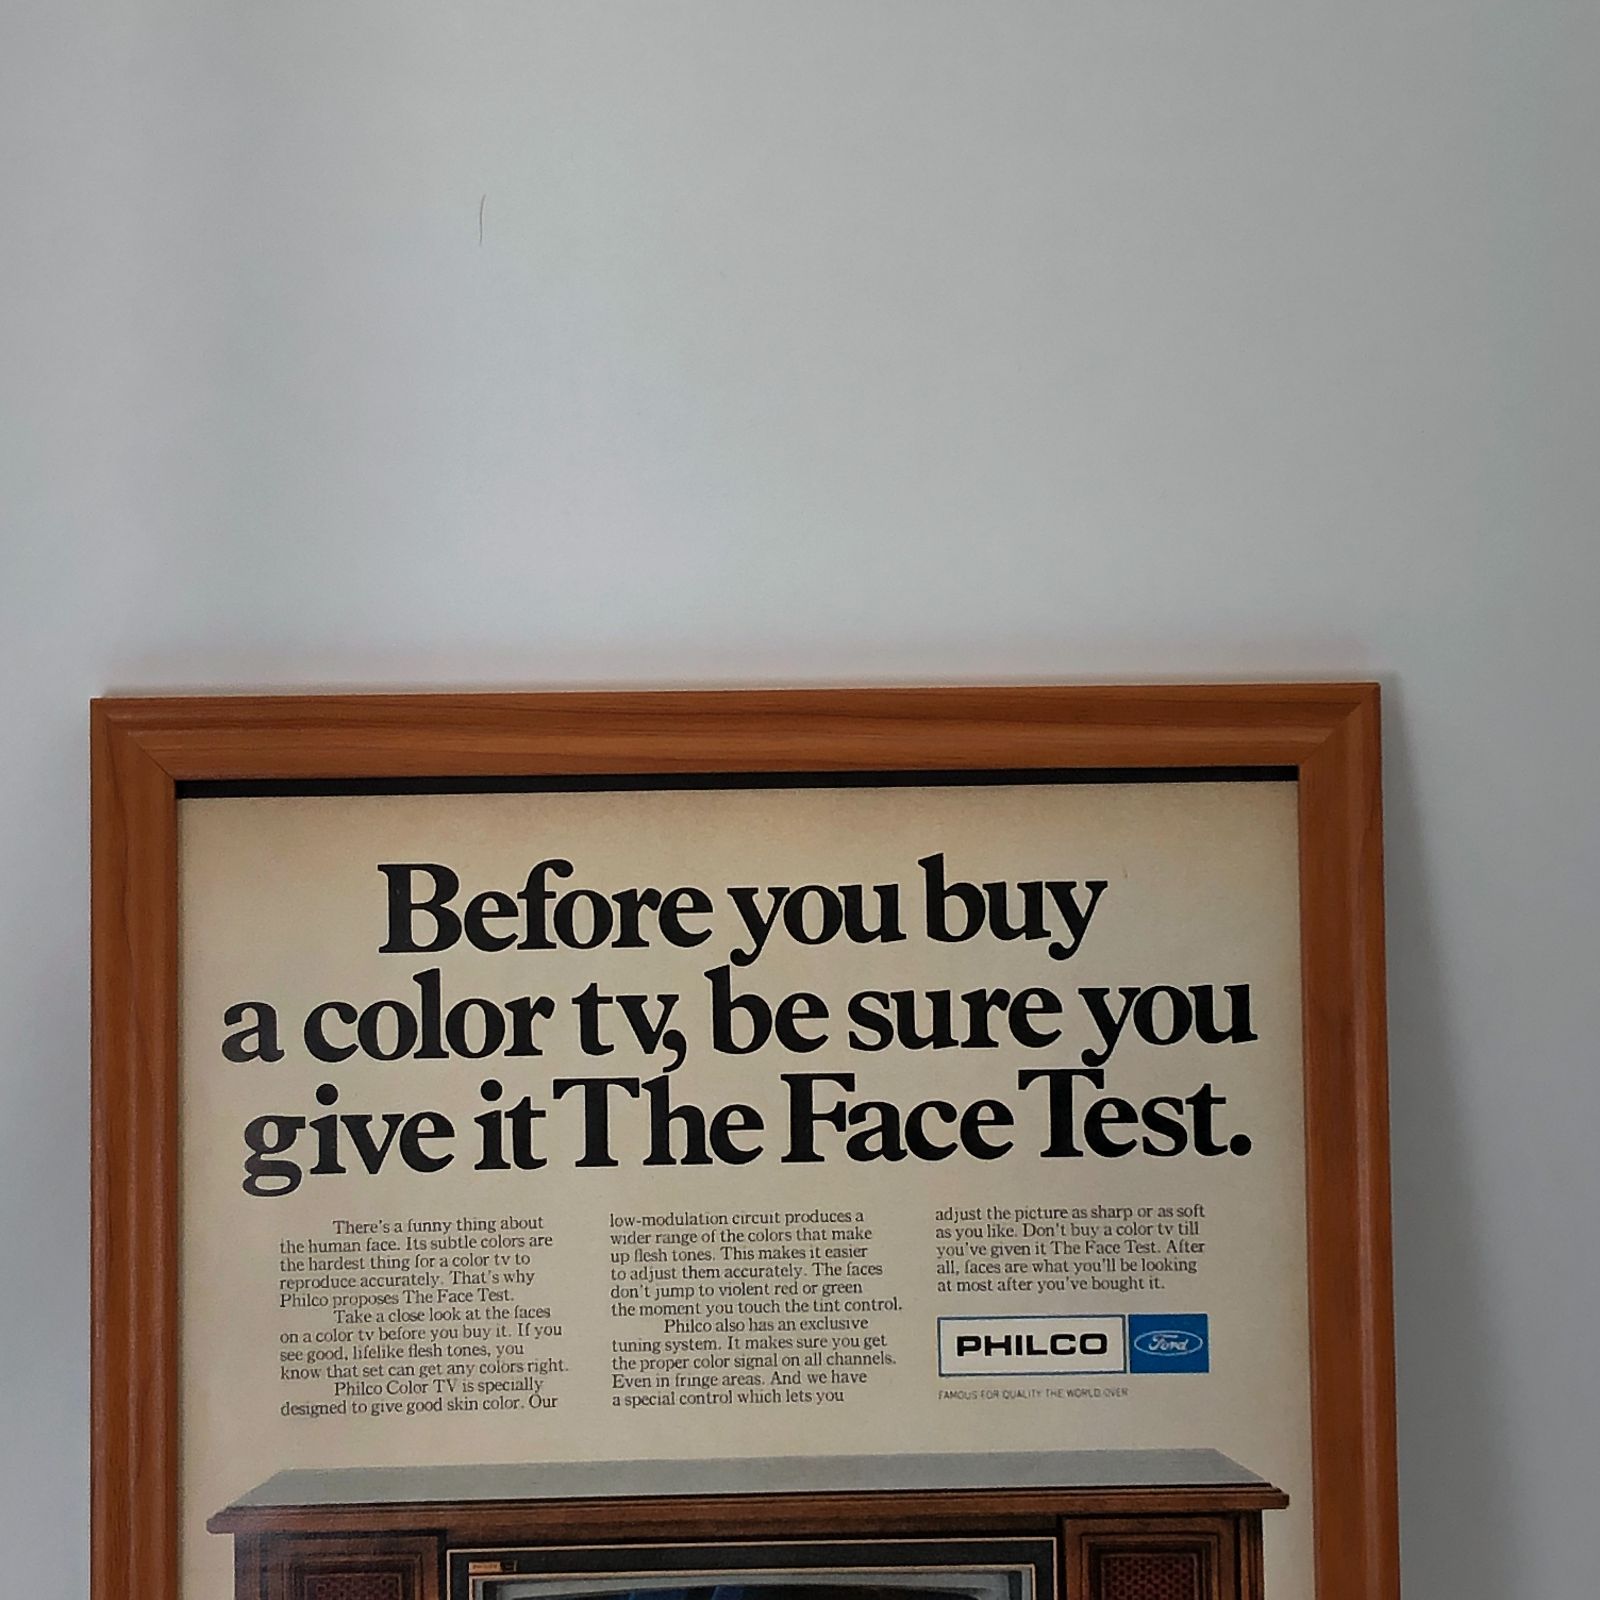 Before you buy
a color tv, be sure you
give it The Face Test.
There's a funny thing about
the human face. Its subtle colors are
the hardest thing for a color tv to
reproduce accurately. That's why
Philco proposes The Face Test.
Take a close look at the faces
on a color tv before you buy it. If you
see good, lifelike flesh tones, you
know that set can get any colors right.
Philco Color TV is specially
designed to give good skin color. Our
low-modulation circuit produces a
wider range of the colors that make
up flesh tones. This makes it easier
to adjust them accurately. The faces
don't jump to violent red or green
the moment you touch the tint control.
Philco also has an exclusive
tuning system. It makes sure you get
the proper color signal on all channels.
Even in fringe areas. And we have
a special control which lets you
adjust the picture as sharp or as soft
as you like. Don't buy a color tv till
you've given it The Face Test. After
all, faces are what you'll be looking
at most after you've bought it.
PHILCO Ford
FAMOUS FOR QUALITY THE WORLD OVER